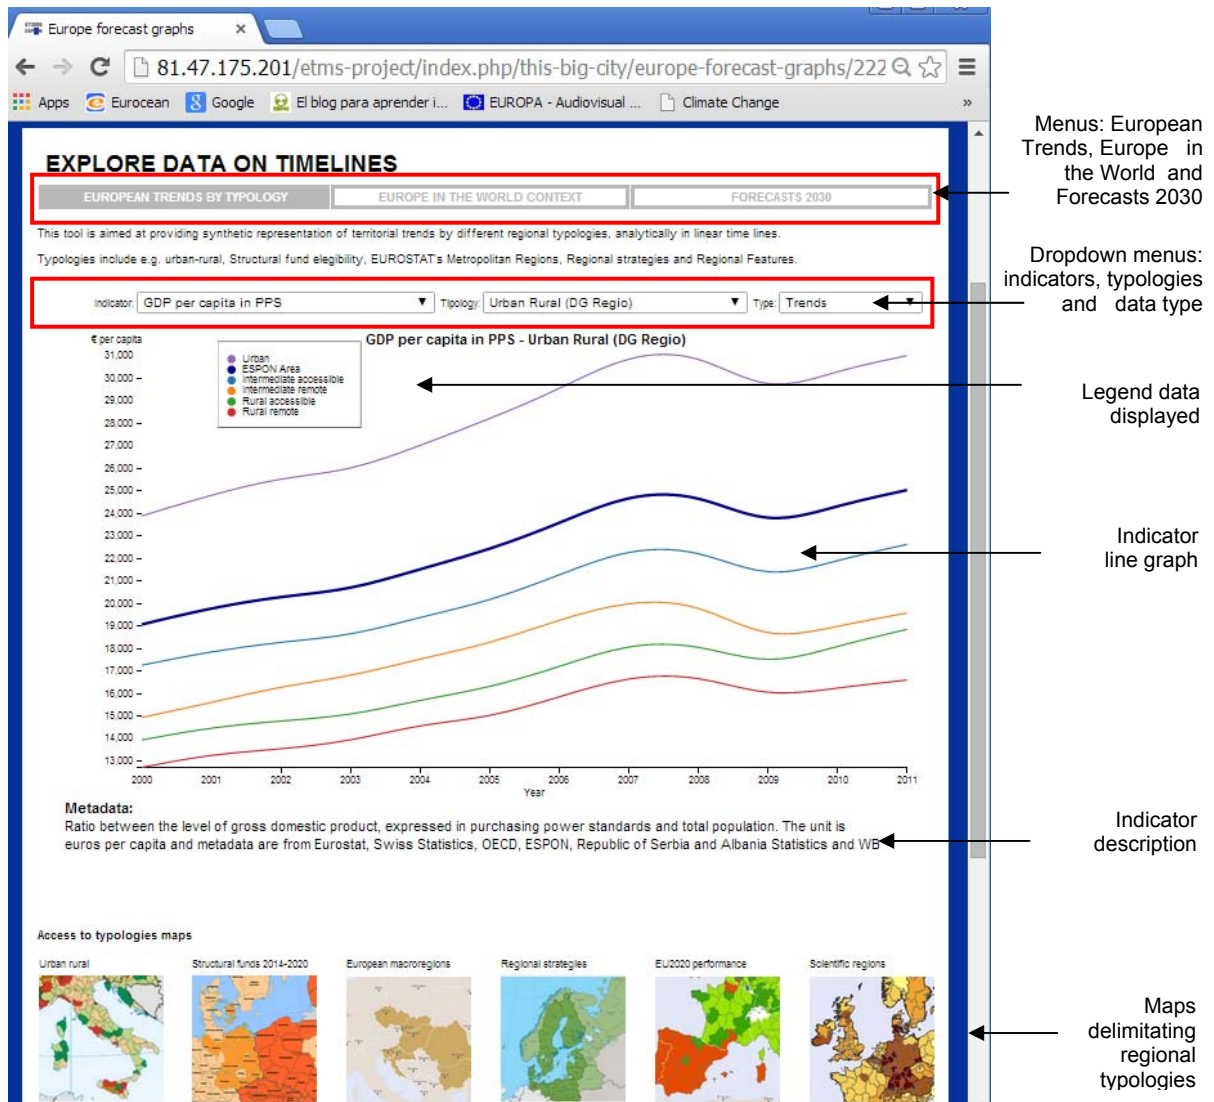 Europe forecast graphs
81.47.175.201/etms-project/index.php/this-big-city/europe-forecast-graphs/222
Apps Eurocean Google El blog para aprender i... EUROPA - Audiovisual ... Climate Change »
EXPLORE DATA ON TIMELINES
EUROPEAN TRENDS BY TYPOLOGY EUROPE IN THE WORLD CONTEXT FORECASTS 2030
This tool is aimed at providing synthetic representation of territorial trends by different regional typologies, analytically in linear time lines.
Typologies include e.g. urban-rural, Structural fund elegibility, EUROSTAT's Metropolitan Regions, Regional strategies and Regional Features.
Indicator: GDP per capita in PPS Tipology: Urban Rural (DG Regio) Type: Trends
€ per capita
GDP per capita in PPS - Urban Rural (DG Regio)
Urban
ESPON Area
Intermediate accessible
Intermediate remote
Rural accessible
Rural remote
31,000
30,000
29,000
28,000
27,000
26,000
25,000
24,000
23,000
22,000
21,000
20,000
19,000
18,000
17,000
16,000
15,000
14,000
13,000
2000 2001 2002 2003 2004 2005 2006 2007 2008 2009 2010 2011
Year
Metadata:
Ratio between the level of gross domestic product, expressed in purchasing power standards and total population. The unit is
euros per capita and metadata are from Eurostat, Swiss Statistics, OECD, ESPON, Republic of Serbia and Albania Statistics and WB
Access to typologies maps
Urban rural Structural funds 2014-2020 European macroregions Regional strategies EU2020 performance Scientific regions
Menus: European
Trends, Europe in
the World and
Forecasts 2030
Dropdown menus:
indicators, typologies
and data type
Legend data
displayed
Indicator
line graph
Indicator
description
Maps
delimitating
regional
typologies